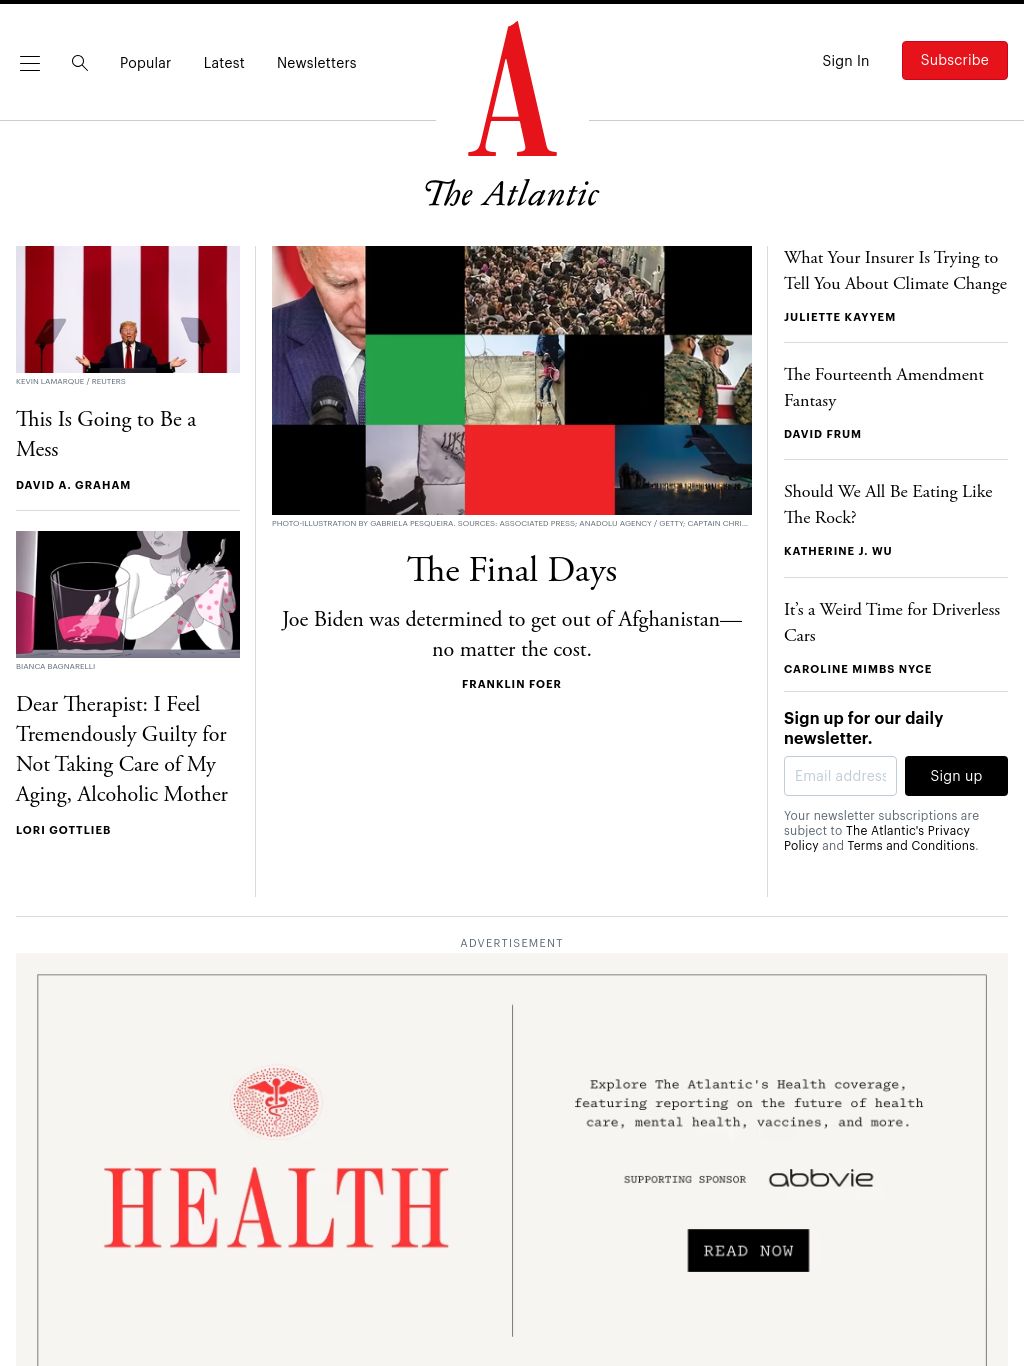 Popular
Latest
Newsletters
A
Sign In
Subscribe
The Atlantic
KEVIN LAMARQUE / REUTERS
This Is Going to Be a
Mess
DAVID A. GRAHAM
BIANCA BAGNARELLI
Dear Therapist: I Feel
Tremendously Guilty for
Not Taking Care of My
Aging, Alcoholic Mother
LORI GOTTLIEB
PHOTO-ILLUSTRATION BY GABRIELA PESQUEIRA. SOURCES: ASSOCIATED PRESS; ANADOLU AGENCY / GETTY; CAPTAIN CHRI...
The Final Days
Joe Biden was determined to get out of Afghanistan—
no matter the cost.
FRANKLIN FOER
What Your Insurer Is Trying to
Tell You About Climate Change
JULIETTE KAYYEM
The Fourteenth Amendment
Fantasy
DAVID FRUM
Should We All Be Eating Like
The Rock?
KATHERINE J. WU
It’s a Weird Time for Driverless
Cars
CAROLINE MIMBS NYCE
Sign up for our daily
newsletter.
Email address
Sign up
Your newsletter subscriptions are
subject to The Atlantic's Privacy
Policy and Terms and Conditions.
ADVERTISEMENT
HEALTH
Explore The Atlantic's Health coverage,
featuring reporting on the future of health
care, mental health, vaccines, and more.
SUPPORTING SPONSOR abbvie
READ NOW